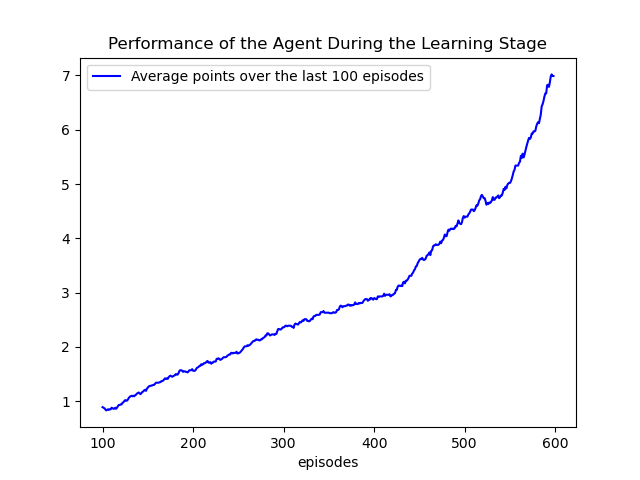 Performance of the Agent During the Learning Stage
Average points over the last 100 episodes
7
6
5
4
3
2
1
100 200 300 400 500 600
episodes